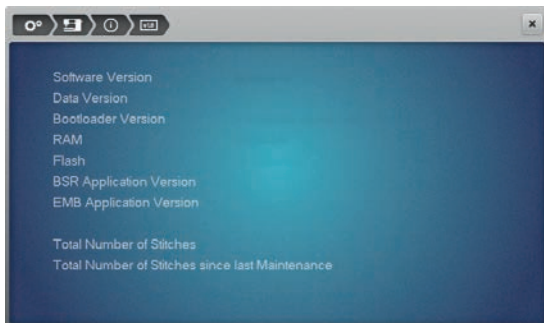 Software Version
Data Version
Bootloader Version
RAM
Flash
BSR Application Version
EMB Application Version
Total Number of Stitches
Total Number of Stitches since last Maintenance